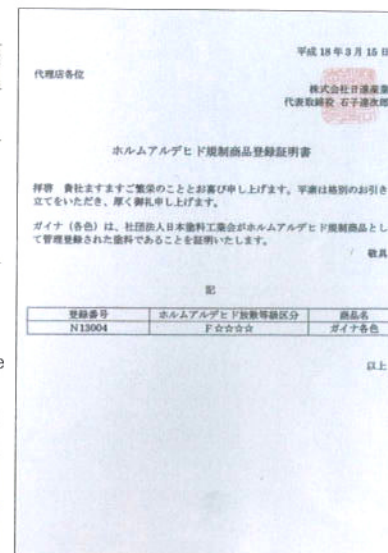 平成18年3月15日
代理店各位
株式会社日進産業
代表取締役 石子達次郎
ホルムアルデヒド規制商品登録証明書
拝啓 貴社ますますご繁栄のこととお喜び申し上げます。平素は格別のお引き
立てをいただき、厚く御礼申し上げます。
ガイナ(各色)は、社団法人日本塗料工業会がホルムアルデヒド規制商品とし
て管理登録された塗料であることを証明いたします。
敬具
記
登録番号 ホルムアルデヒド放散等級区分 商品名
N13004 F☆☆☆☆ ガイナ各色
以上
e